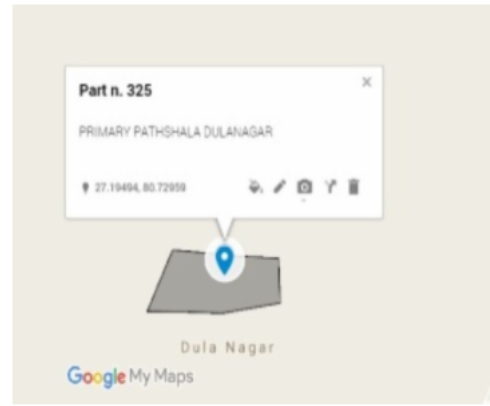 Part n. 325
PRIMARY PATHSHALA DULANAGAR
27.19494, 80.72959
Dula Nagar
Google My Maps